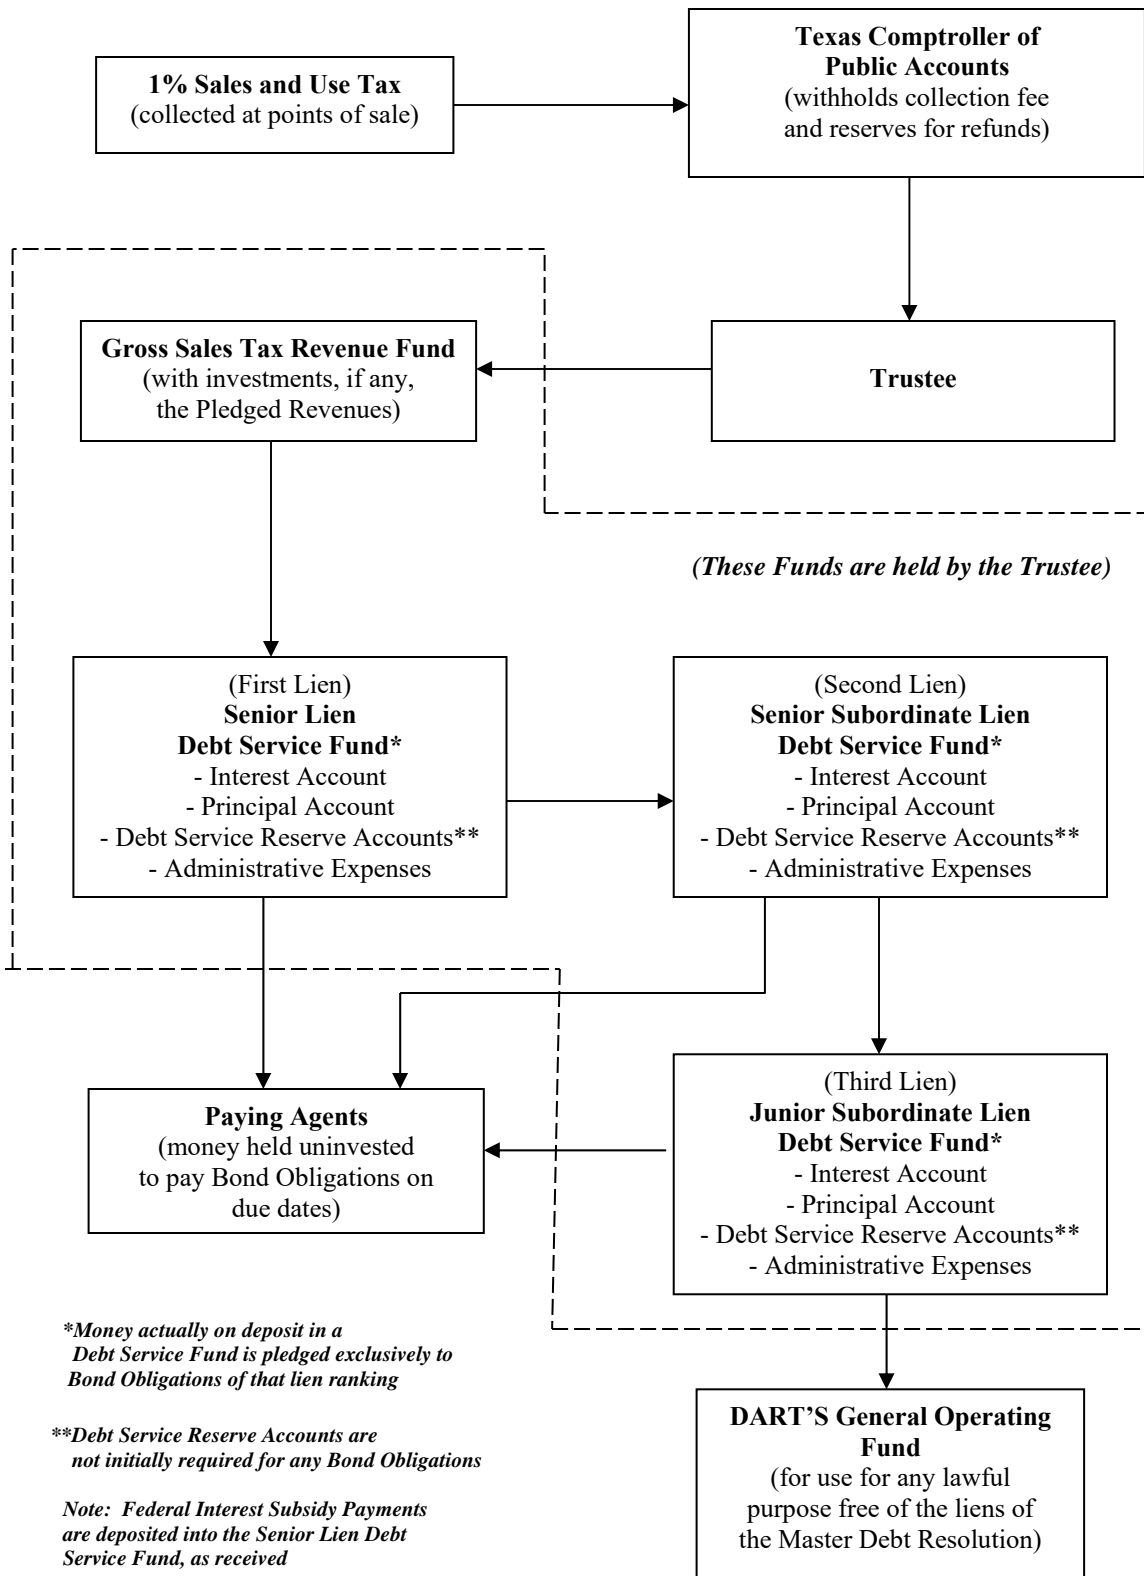 1% Sales and Use Tax
(collected at points of sale)
Texas Comptroller of
Public Accounts
(withholds collection fee
and reserves for refunds)
Gross Sales Tax Revenue Fund
(with investments, if any,
the Pledged Revenues)
Trustee
(These Funds are held by the Trustee)
(First Lien)
Senior Lien
Debt Service Fund*
- Interest Account
- Principal Account
- Debt Service Reserve Accounts**
- Administrative Expenses
(Second Lien)
Senior Subordinate Lien
Debt Service Fund*
- Interest Account
- Principal Account
- Debt Service Reserve Accounts**
- Administrative Expenses
Paying Agents
(money held uninvested
to pay Bond Obligations on
due dates)
(Third Lien)
Junior Subordinate Lien
Debt Service Fund*
- Interest Account
- Principal Account
- Debt Service Reserve Accounts**
- Administrative Expenses
*Money actually on deposit in a
Debt Service Fund is pledged exclusively to
Bond Obligations of that lien ranking
**Debt Service Reserve Accounts are
not initially required for any Bond Obligations
Note: Federal Interest Subsidy Payments
are deposited into the Senior Lien Debt
Service Fund, as received
DART'S General Operating
Fund
(for use for any lawful
purpose free of the liens of
the Master Debt Resolution)